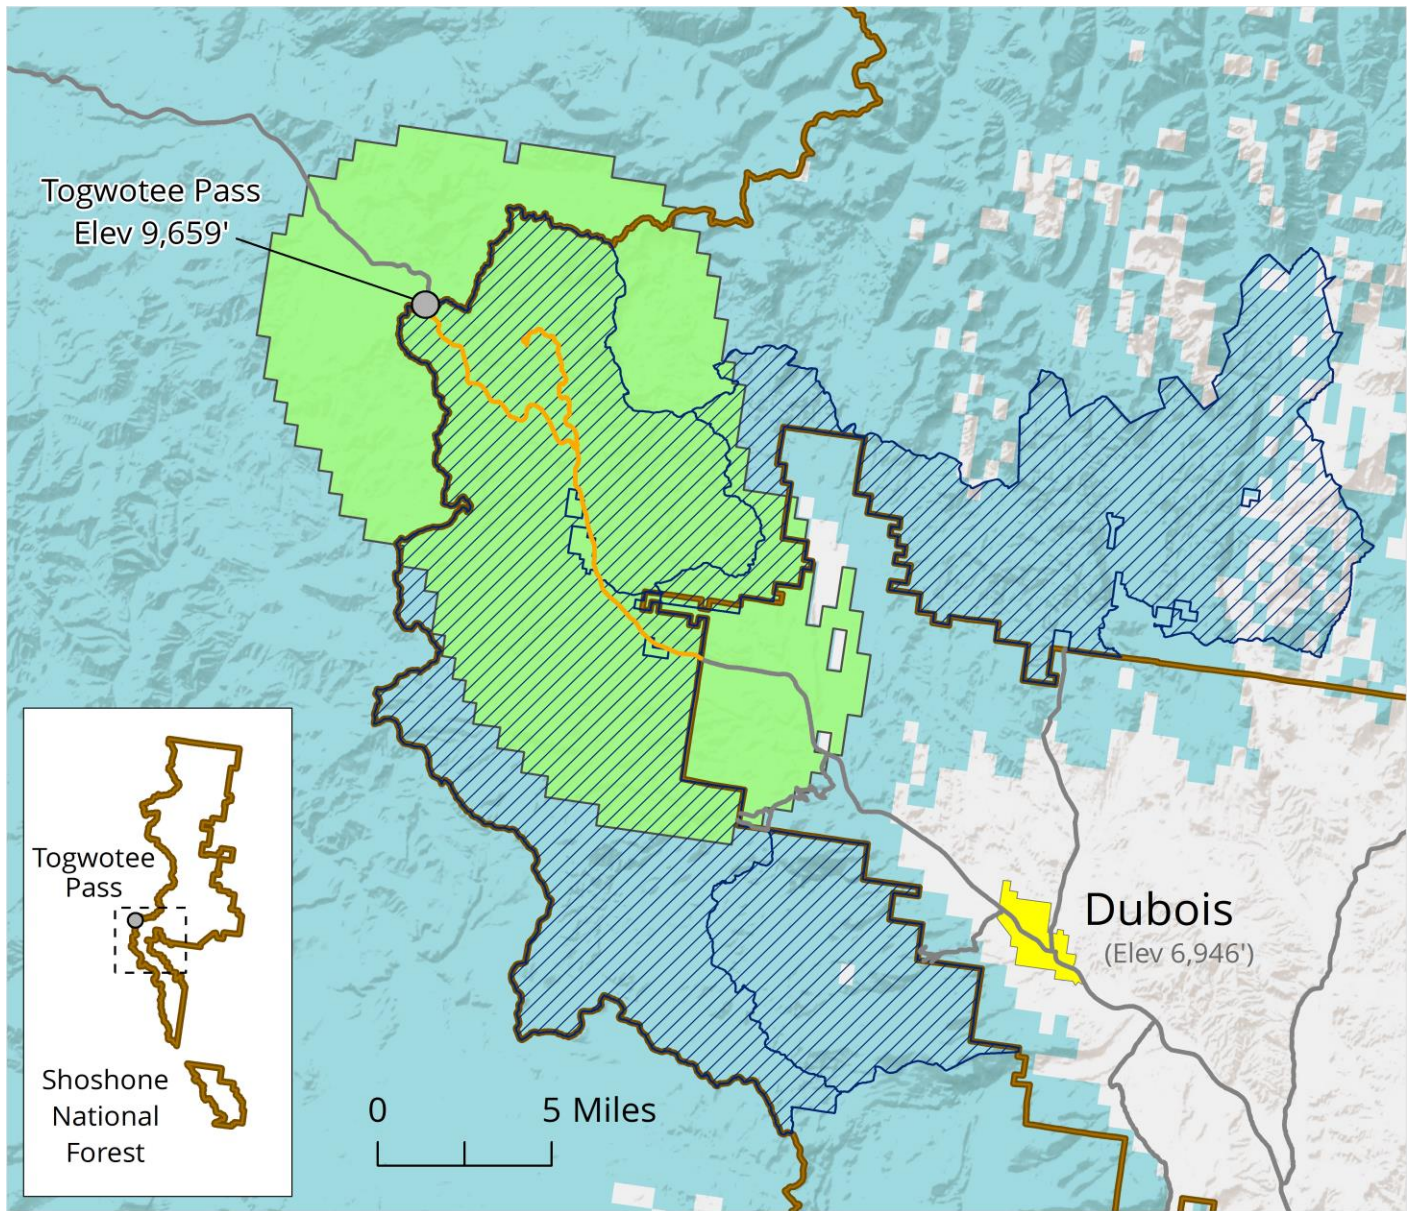 Togwotee Pass
Elev 9,659'
Dubois
(Elev 6,946')
Togwotee
Pass
Shoshone
National
Forest
0 5 Miles